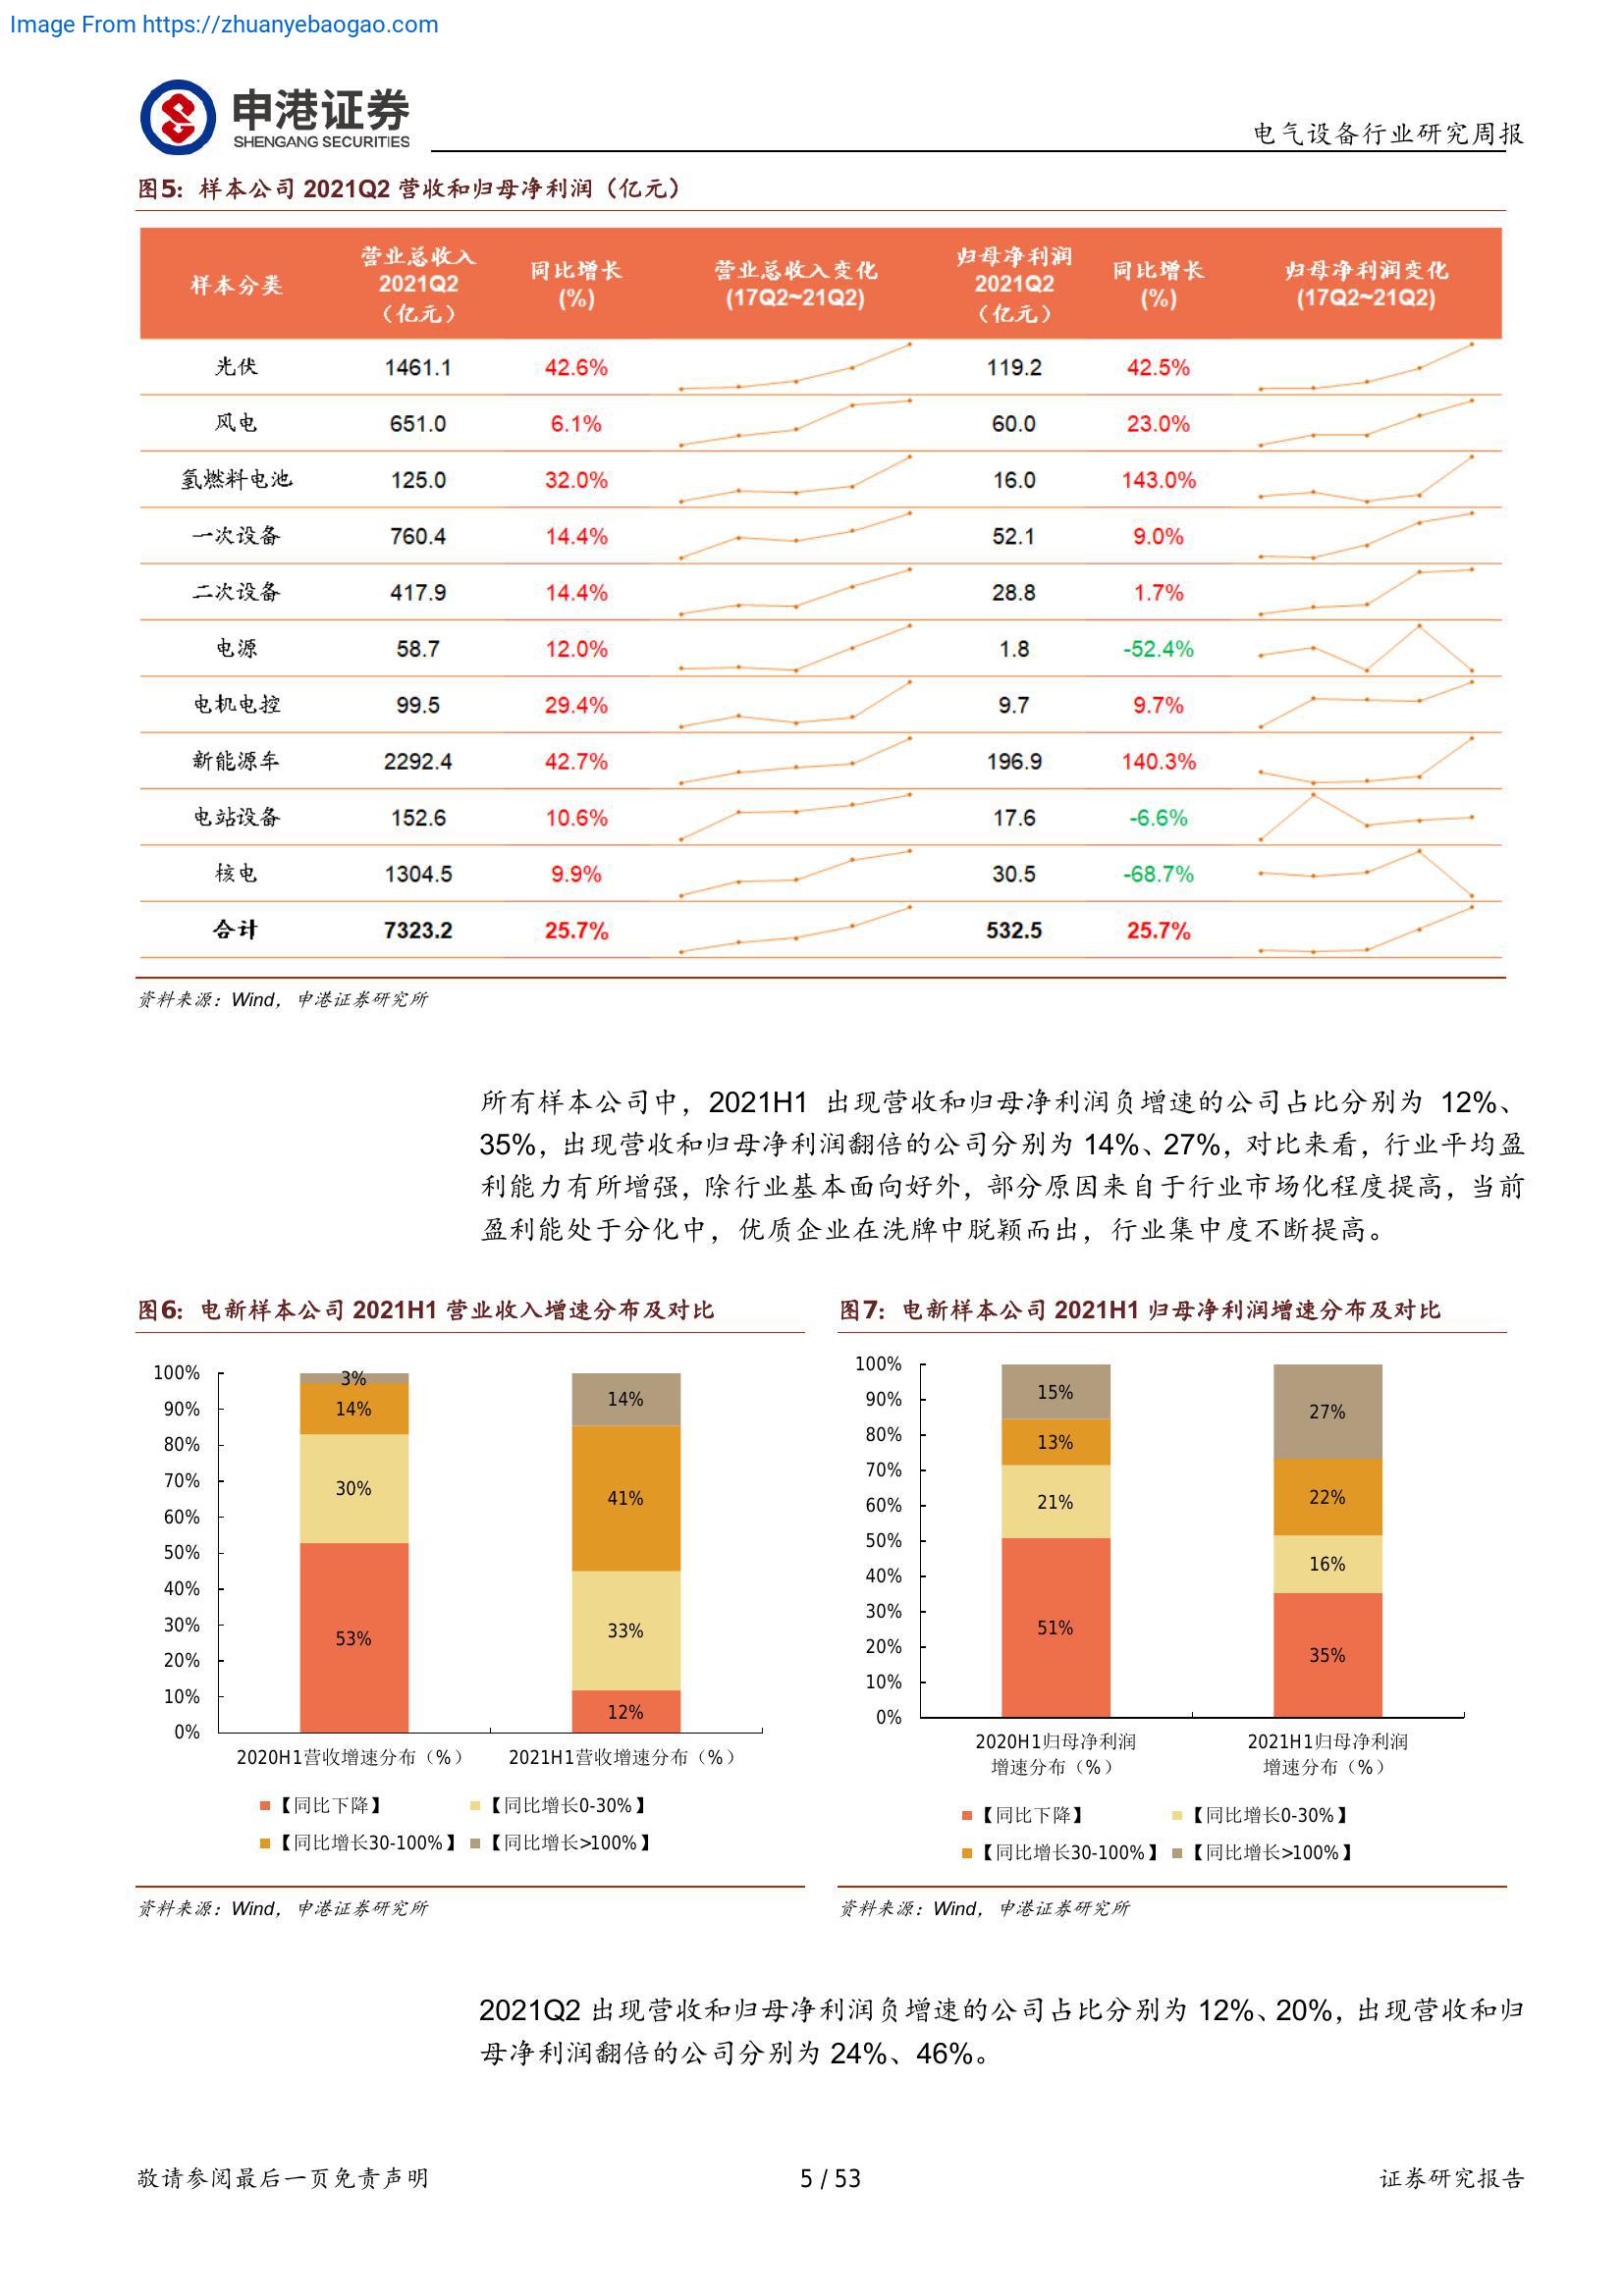 Image From https://zhuanyebaogao.com
申港证券
SHENGANG SECURITIES
电气设备行业研究周报
图5：样本公司 2021Q2 营收和归母净利润（亿元）
样本分类 营业总收入 2021Q2 （亿元） 同比增长 (%) 营业总收入变化 (17Q2~21Q2) 归母净利润 2021Q2 （亿元） 同比增长 (%) 归母净利润变化 (17Q2~21Q2)
光伏 1461.1 42.6% 119.2 42.5%
风电 651.0 6.1% 60.0 23.0%
氢燃料电池 125.0 32.0% 16.0 143.0%
一次设备 760.4 14.4% 52.1 9.0%
二次设备 417.9 14.4% 28.8 1.7%
电源 58.7 12.0% 1.8 -52.4%
电机电控 99.5 29.4% 9.7 9.7%
新能源车 2292.4 42.7% 196.9 140.3%
电站设备 152.6 10.6% 17.6 -6.6%
核电 1304.5 9.9% 30.5 -68.7%
合计 7323.2 25.7% 532.5 25.7%
资料来源：Wind，申港证券研究所
所有样本公司中，2021H1 出现营收和归母净利润负增速的公司占比分别为 12%、
35%，出现营收和归母净利润翻倍的公司分别为 14%、27%，对比来看，行业平均盈
利能力有所增强，除行业基本面向好外，部分原因来自于行业市场化程度提高，当前
盈利能处于分化中，优质企业在洗牌中脱颖而出，行业集中度不断提高。
图6：电新样本公司 2021H1 营业收入增速分布及对比
100%
90%
80%
70%
60%
50%
40%
30%
20%
10%
0%
3%
14%
30%
53%
14%
41%
33%
12%
2020H1营收增速分布（%） 2021H1营收增速分布（%）
【同比下降】 【同比增长0-30%】
【同比增长30-100%】 【同比增长>100%】
资料来源：Wind，申港证券研究所
图7：电新样本公司 2021H1 归母净利润增速分布及对比
100%
90%
80%
70%
60%
50%
40%
30%
20%
10%
0%
15%
13%
21%
51%
27%
22%
16%
35%
2020H1归母净利润 2021H1归母净利润
增速分布（%） 增速分布（%）
【同比下降】 【同比增长0-30%】
【同比增长30-100%】 【同比增长>100%】
资料来源：Wind，申港证券研究所
2021Q2 出现营收和归母净利润负增速的公司占比分别为 12%、20%，出现营收和归
母净利润翻倍的公司分别为 24%、46%。
敬请参阅最后一页免责声明 5 / 53 证券研究报告